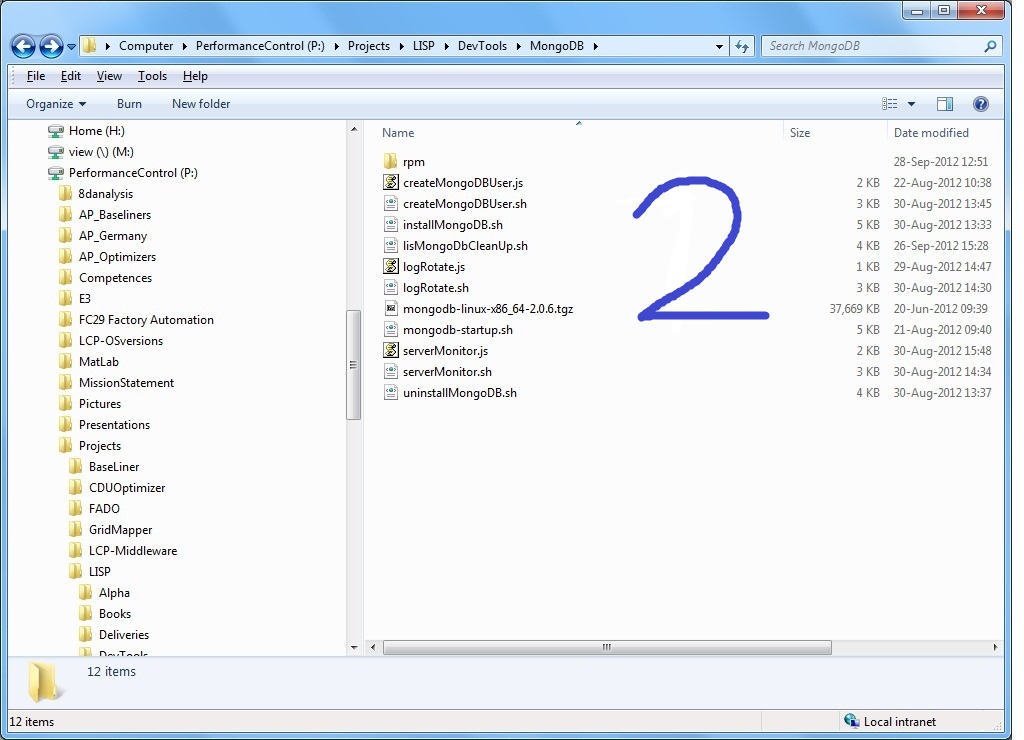 Computer PerformanceControl (P:) Projects LISP DevTools MongoDB Search MongoDB
File Edit View Tools Help
Organize Burn New folder
Home (H:)
view (\) (M:)
PerformanceControl (P:)
8danalysis
AP_Baseliners
AP_Germany
AP_Optimizers
Competences
E3
FC29 Factory Automation
LCP-OSversions
MatLab
MissionStatement
Pictures
Presentations
Projects
BaseLiner
CDUOptimizer
FADO
GridMapper
LCP-Middleware
LISP
Alpha
Books
Deliveries
DevTools
Name Size Date modified
rpm 28-Sep-2012 12:51
createMongoDBUser.js 2 KB 22-Aug-2012 10:38
createMongoDBUser.sh 3 KB 30-Aug-2012 13:45
installMongoDB.sh 5 KB 30-Aug-2012 13:33
lisMongoDbCleanUp.sh 4 KB 26-Sep-2012 15:28
logRotate.js 1 KB 29-Aug-2012 14:47
logRotate.sh 3 KB 30-Aug-2012 14:30
mongodb-linux-x86_64-2.0.6.tgz 37,669 KB 20-Jun-2012 09:39
mongodb-startup.sh 5 KB 21-Aug-2012 09:40
serverMonitor.js 2 KB 30-Aug-2012 15:48
serverMonitor.sh 3 KB 30-Aug-2012 14:34
uninstallMongoDB.sh 4 KB 30-Aug-2012 13:37
2
12 items
12 items Local intranet